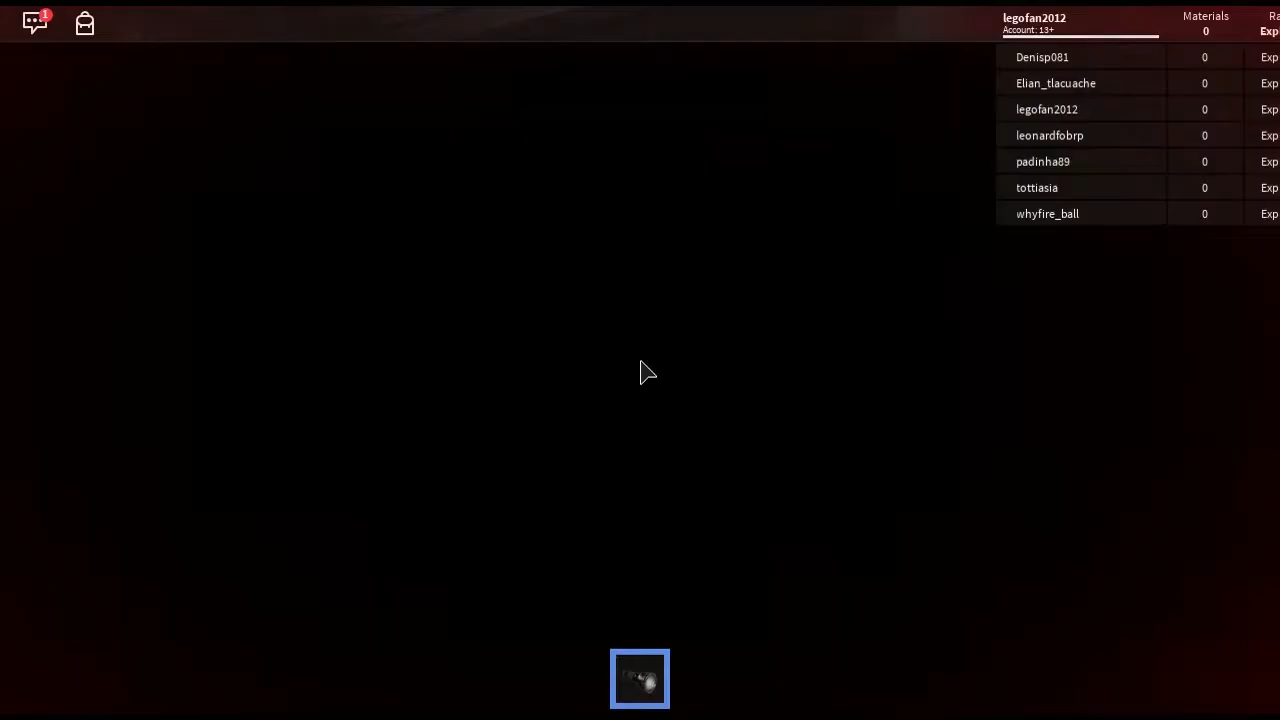 1
legofan2012
Account: 13+
Materials
0
Ra
Exp
Denisp081 0 Exp
Elian_tlacuache 0 Exp
legofan2012 0 Exp
leonardfobrp 0 Exp
padinha89 0 Exp
tottiasia 0 Exp
whyfire_ball 0 Exp